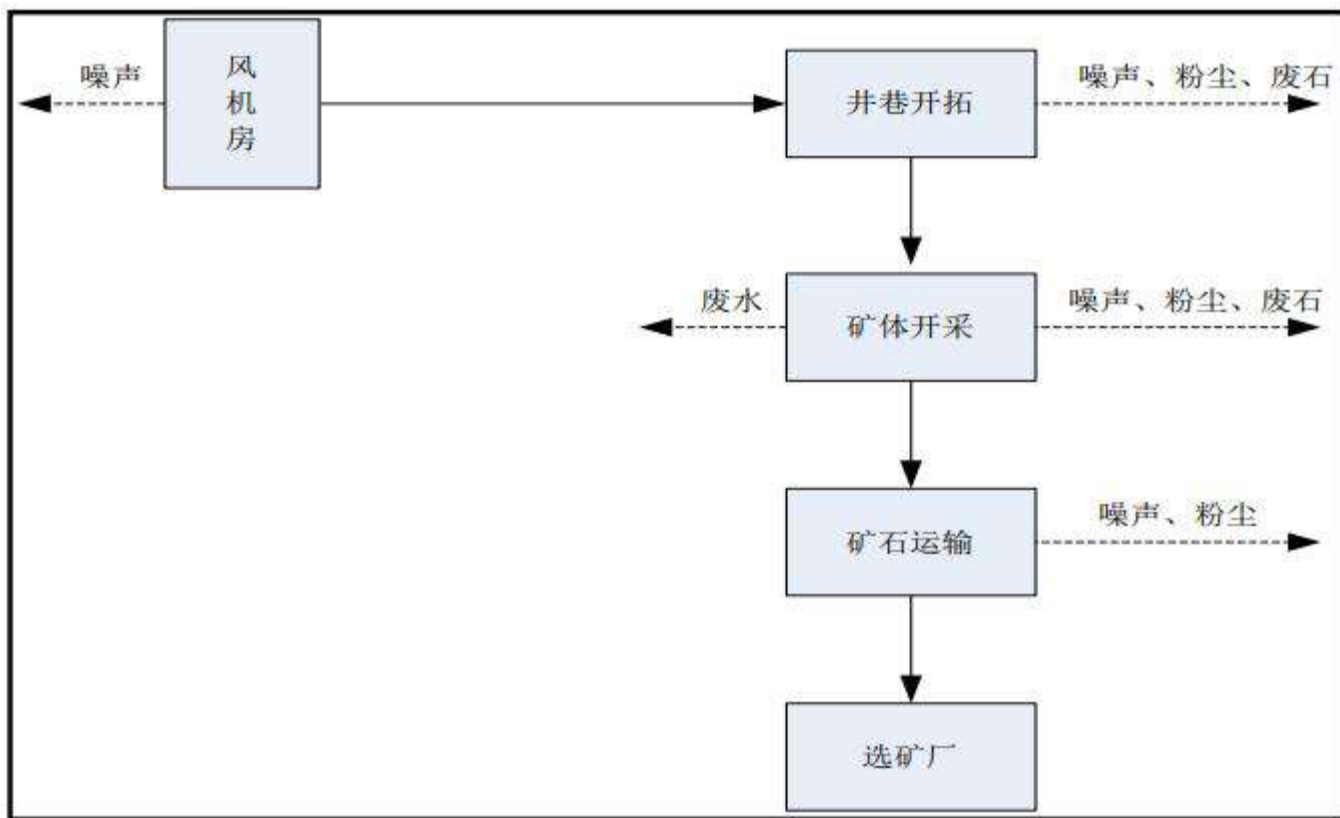 噪声
风
机
房
井巷开拓
噪声、粉尘、废石
废水
矿体开采
噪声、粉尘、废石
矿石运输
噪声、粉尘
选矿厂